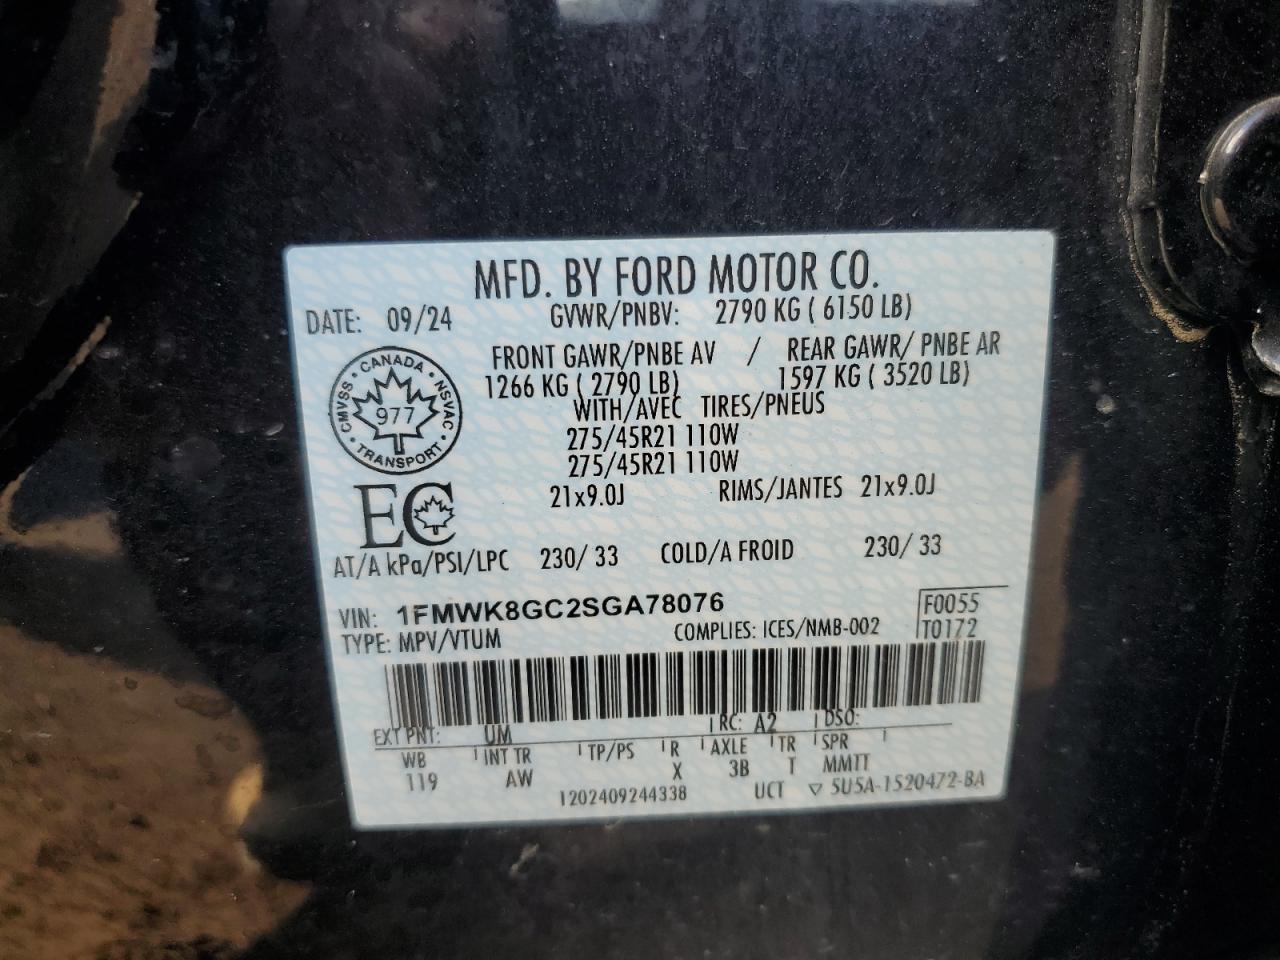 MFD. BY FORD MOTOR CO.
DATE: 09/24 GVWR/PNBV: 2790 KG ( 6150 LB)
FRONT GAWR/PNBE AV / REAR GAWR/ PNBE AR
1266 KG ( 2790 LB) 1597 KG ( 3520 LB)
WITH/AVEC TIRES/PNEUS
275/45R21 110W
275/45R21 110W
21x9.0J RIMS/JANTES 21x9.0J
CANADA • NSVAC • TRANSPORT • CMVSS •
977
EC
AT/A kPa/PSI/LPC 230/ 33 COLD/A FROID 230/ 33
VIN: 1FMWK8GC2SGA78076 F0055
TYPE: MPV/VTUM COMPLIES: ICES/NMB-002 T0172
EXT PNT: UM RC: A2 DSO:
WB INT TR TP/PS R AXLE TR SPR
119 AW X 3B T MMTT
1202409244338 UCT ▽ 5U5A-1520472-BA